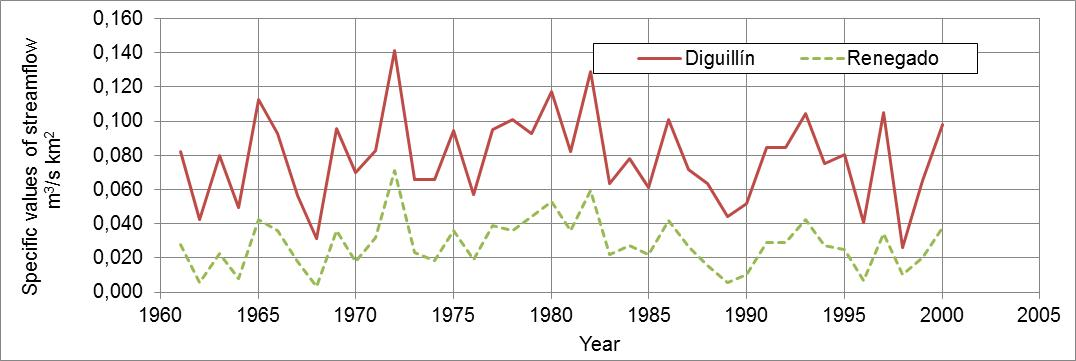 Specific values of streamflow
m³/s km²
0,160
0,140
0,120
0,100
0,080
0,060
0,040
0,020
0,000
Diguillín
Renegado
1960 1965 1970 1975 1980 1985 1990 1995 2000 2005
Year